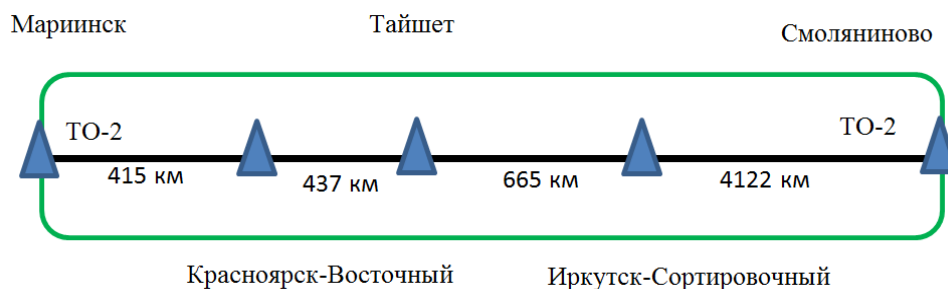 Мариинск
Тайшет
Смоляниново
ТО-2
ТО-2
415 км
437 км
665 км
4122 км
Красноярск-Восточный
Иркутск-Сортировочный